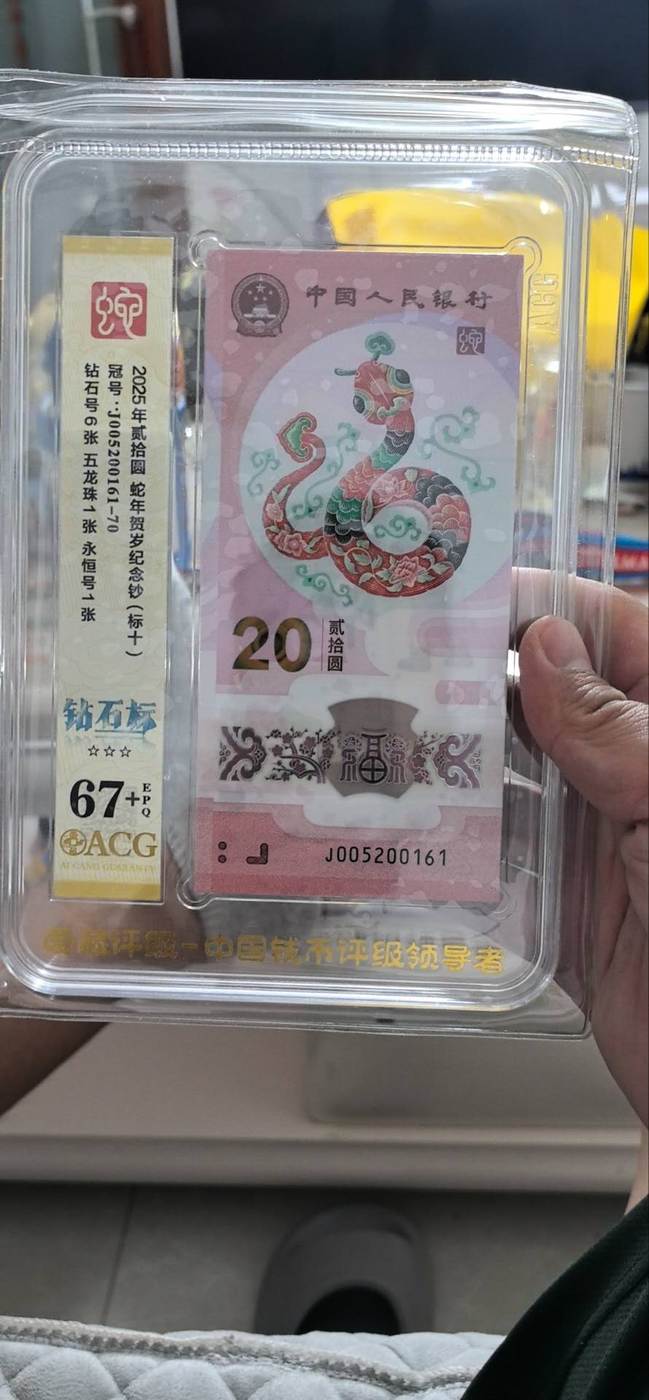 中国人民银行
蛇
蛇
2025年贰拾圆 蛇年贺岁纪念钞(标十)
冠号:J005200161-70
钻石号6张 五龙珠1张 永恒号1张
20
贰拾圆
钻石标
☆☆☆
67+EPQ
ACG
福
J005200161
评级-中国钱币评级领导者
ACG